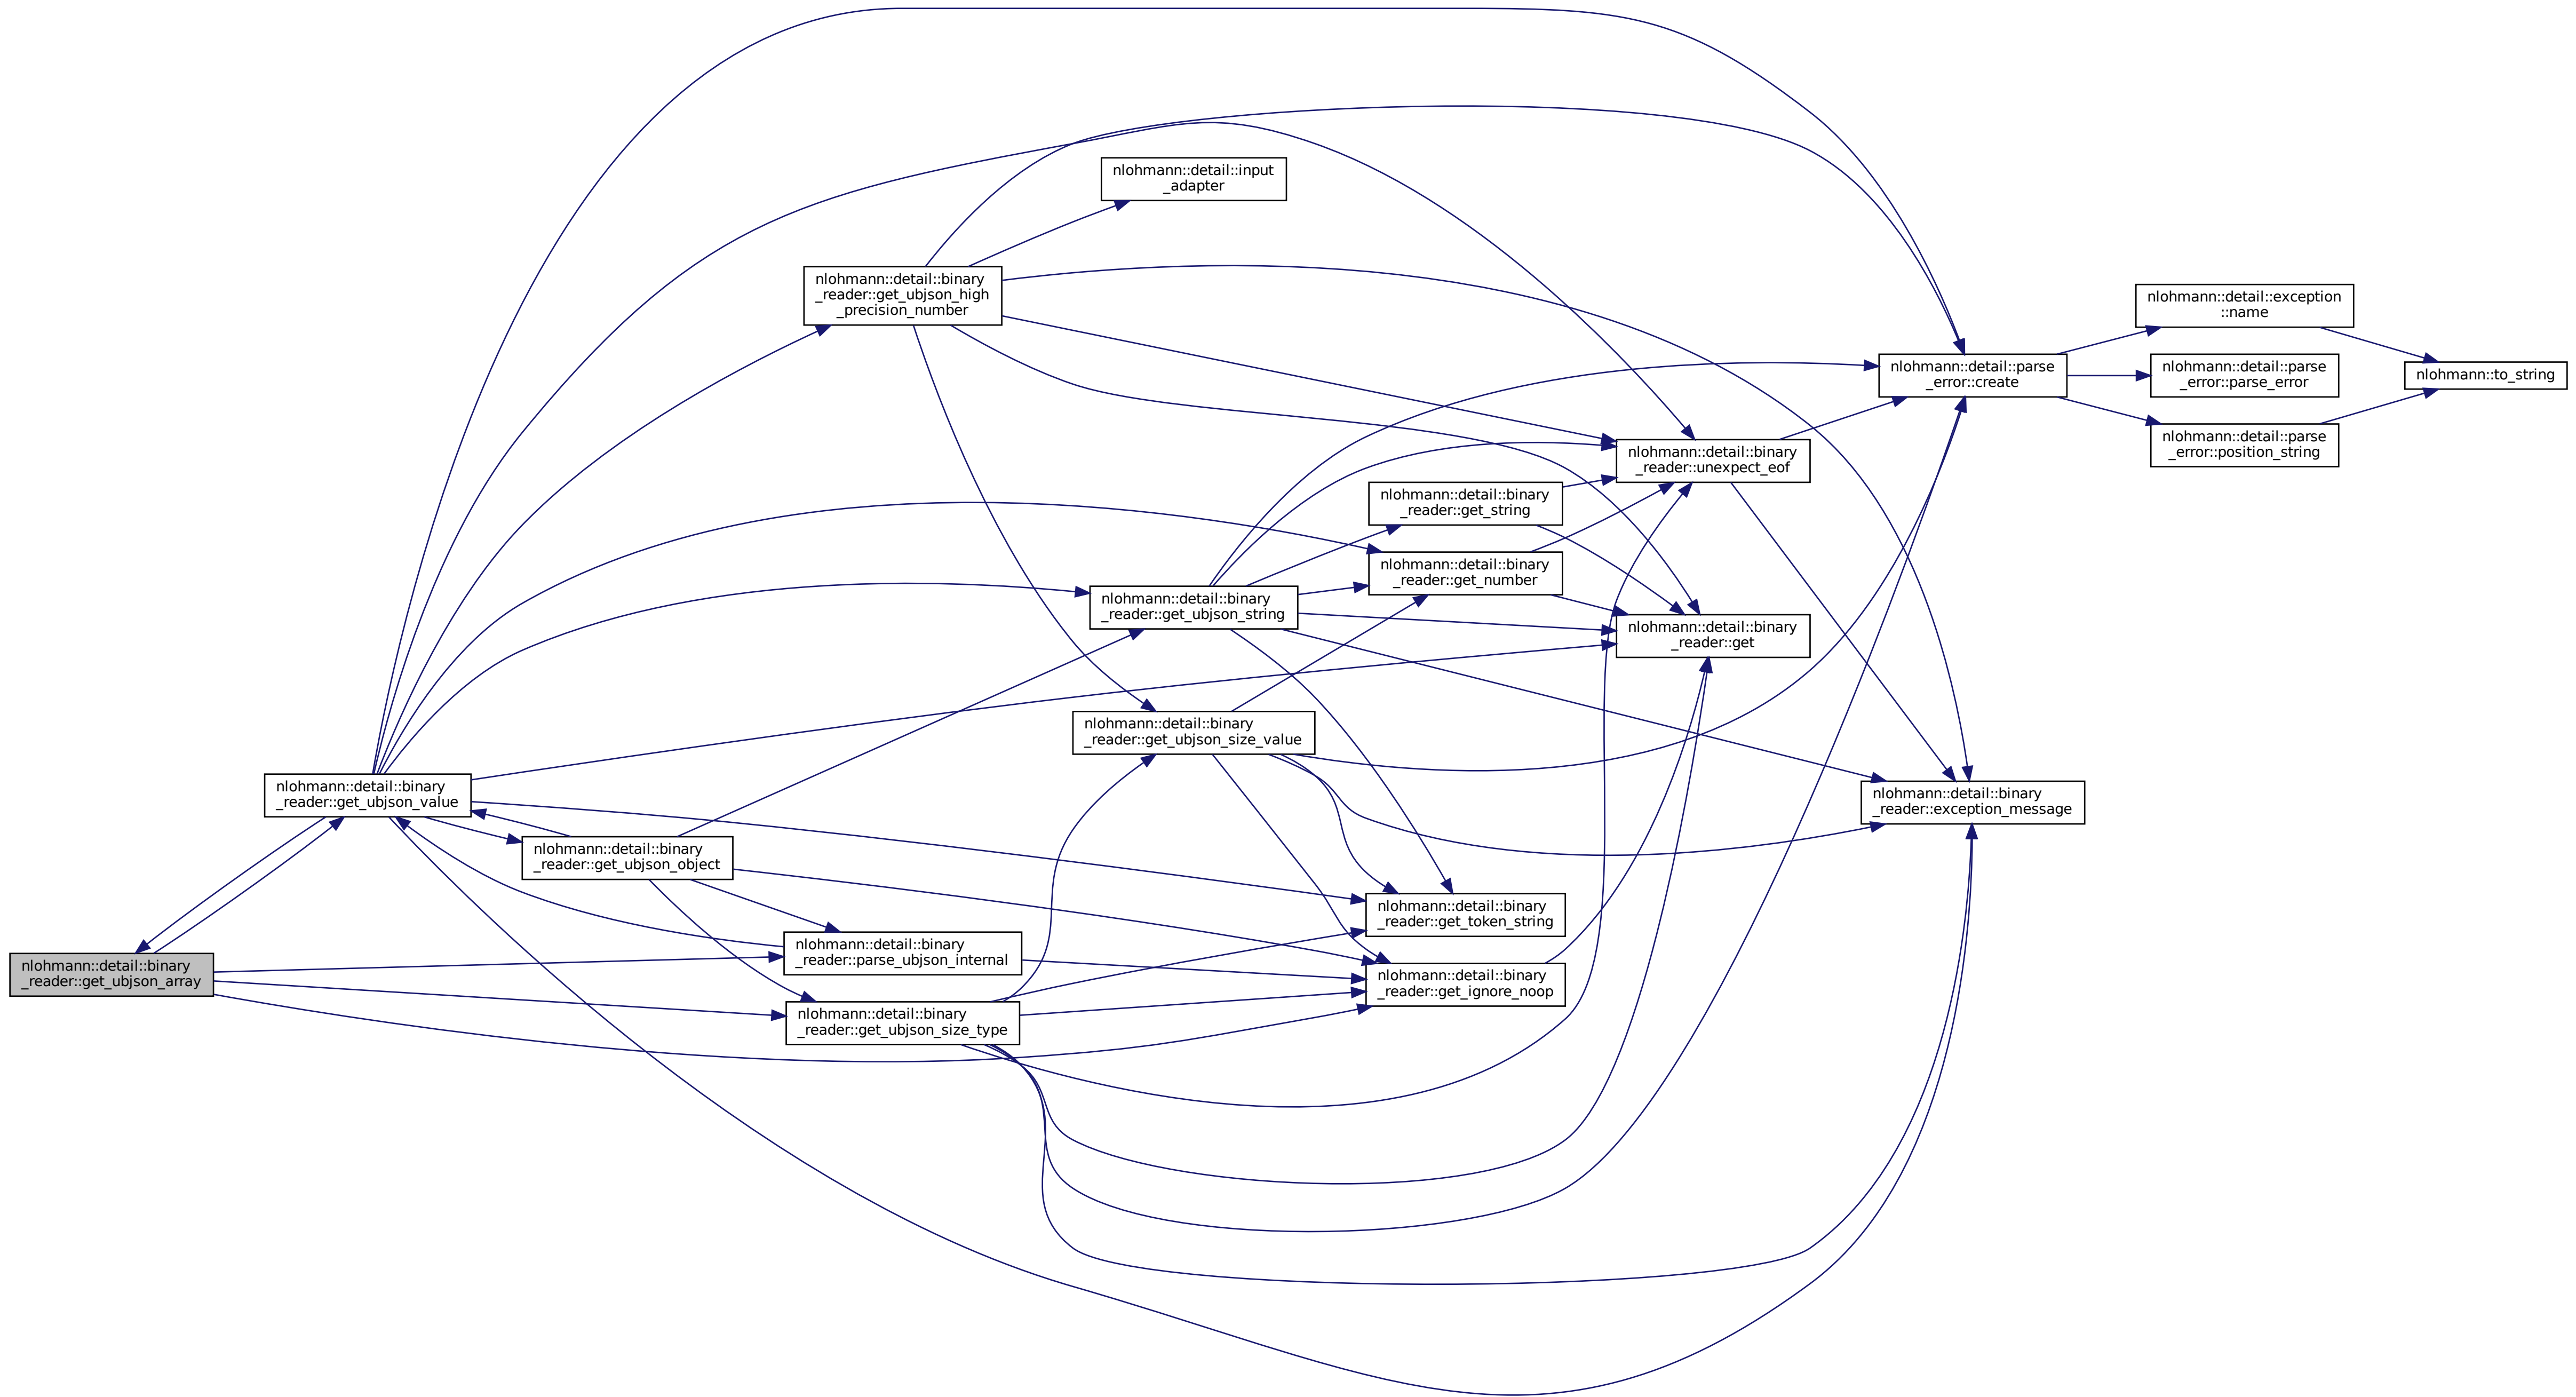 nlohmann::detail::input
_adapter
nlohmann::detail::binary
_reader::get_ubjson_high
_precision_number
nlohmann::detail::exception
::name
nlohmann::detail::parse
_error::create
nlohmann::detail::parse
_error::parse_error
nlohmann::to_string
nlohmann::detail::parse
_error::position_string
nlohmann::detail::binary
_reader::unexpect_eof
nlohmann::detail::binary
_reader::get_string
nlohmann::detail::binary
_reader::get_number
nlohmann::detail::binary
_reader::get_ubjson_string
nlohmann::detail::binary
_reader::get
nlohmann::detail::binary
_reader::get_ubjson_size_value
nlohmann::detail::binary
_reader::get_ubjson_value
nlohmann::detail::binary
_reader::exception_message
nlohmann::detail::binary
_reader::get_ubjson_object
nlohmann::detail::binary
_reader::get_token_string
nlohmann::detail::binary
_reader::parse_ubjson_internal
nlohmann::detail::binary
_reader::get_ubjson_array
nlohmann::detail::binary
_reader::get_ignore_noop
nlohmann::detail::binary
_reader::get_ubjson_size_type